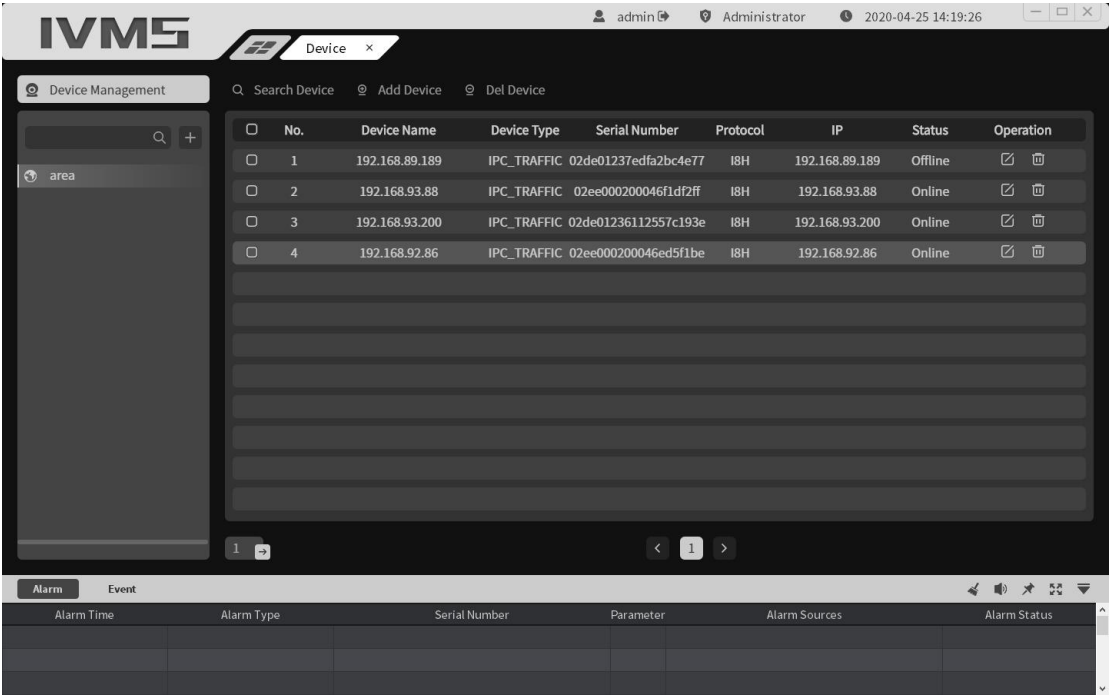 IVMS
admin Administrator 2020-04-25 14:19:26
Device ×
Device Management
Search Device Add Device Del Device
No. Device Name Device Type Serial Number Protocol IP Status Operation
1 192.168.89.189 IPC_TRAFFIC 02de01237edfa2bc4e77 I8H 192.168.89.189 Offline
area
2 192.168.93.88 IPC_TRAFFIC 02ee000200046f1df2ff I8H 192.168.93.88 Online
3 192.168.93.200 IPC_TRAFFIC 02de01236112557c193e I8H 192.168.93.200 Online
4 192.168.92.86 IPC_TRAFFIC 02ee000200046ed5f1be I8H 192.168.92.86 Online
1 < 1 >
Alarm Event
Alarm Time Alarm Type Serial Number Parameter Alarm Sources Alarm Status